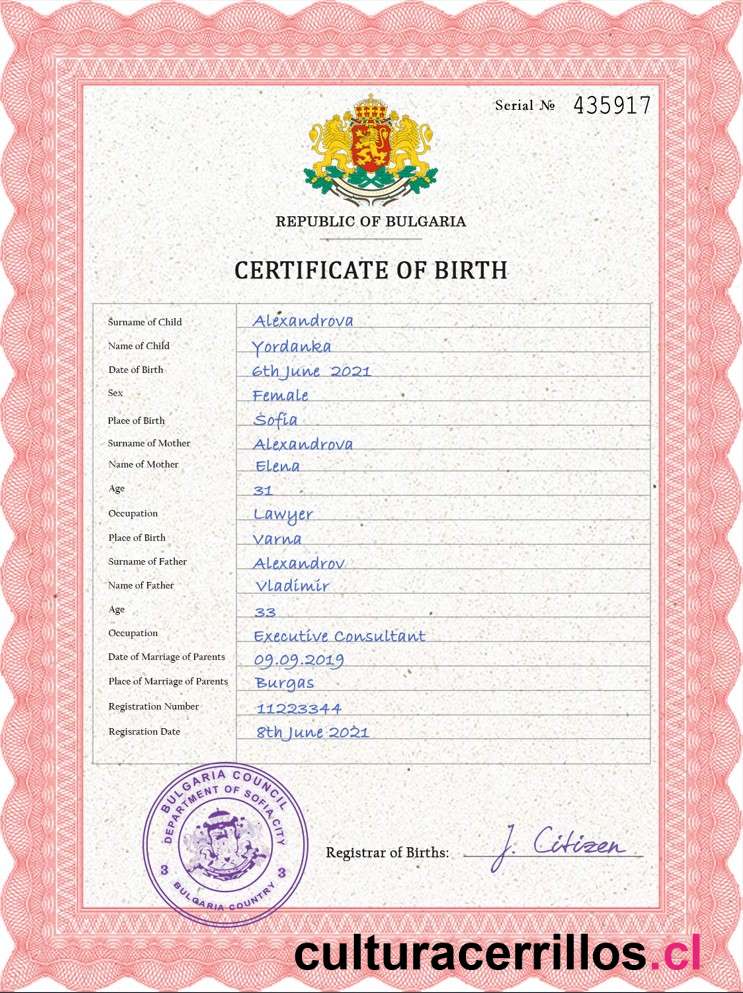 Serial № 435917
REPUBLIC OF BULGARIA
CERTIFICATE OF BIRTH
Surname of Child Alexandrova
Name of Child Yordanka
Date of Birth 6th June 2021
Sex Female
Place of Birth Sofia
Surname of Mother Alexandrova
Name of Mother Elena
Age 31
Occupation Lawyer
Place of Birth Varna
Surname of Father Alexandrov
Name of Father Vladimir
Age 33
Occupation Executive Consultant
Date of Marriage of Parents 09.09.2019
Place of Marriage of Parents Burgas
Registration Number 11223344
Regisration Date 8th June 2021
BULGARIA COUNCIL
DEPARTMENT OF SOFIA CITY
3 3
BULGARIA COUNTRY
Registrar of Births: J. Citizen
culturacerrillos.cl